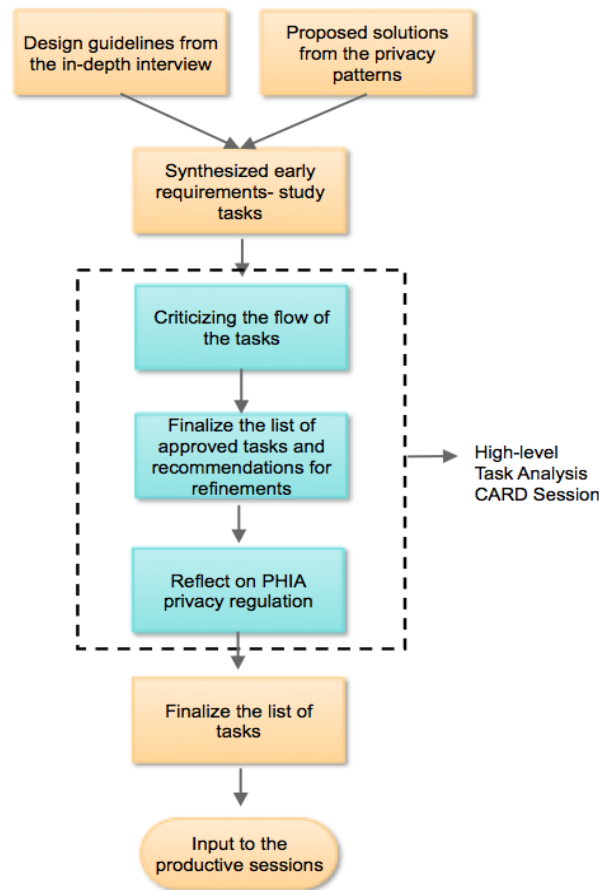 Design guidelines from
the in-depth interview
Proposed solutions
from the privacy
patterns
Synthesized early
requirements- study
tasks
Criticizing the flow of
the tasks
Finalize the list of
approved tasks and
recommendations for
refinements
High-level
Task Analysis
CARD Session
Reflect on PHIA
privacy regulation
Finalize the list of
tasks
Input to the
productive sessions